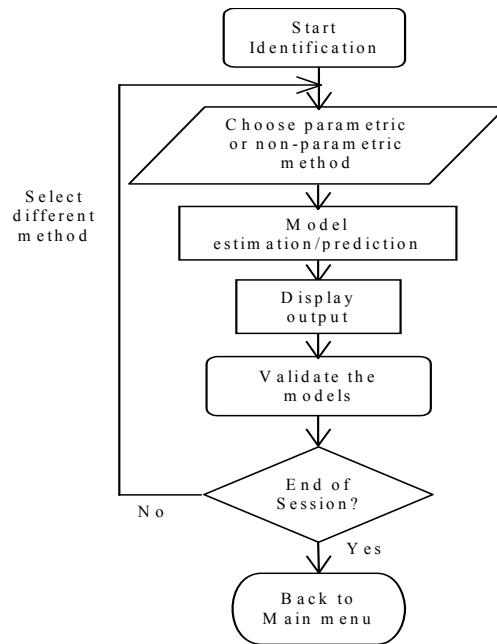 Start
Identification
Choose parametric
or non-parametric
method
Select
different
method
Model
estimation/prediction
Display
output
Validate the
models
End of
Session?
No
Yes
Back to
Main menu